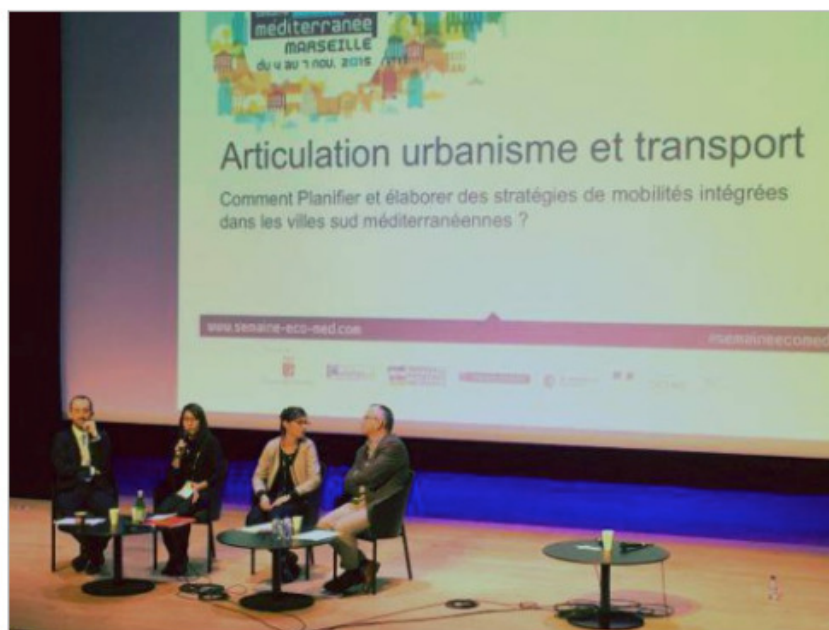 méditerranée
MARSEILLE
du 4 au 7 nov. 2015
Articulation urbanisme et transport
Comment Planifier et élaborer des stratégies de mobilités intégrées
dans les villes sud méditerranéennes ?
www.semaine-eco-med.com
#semaineecomed